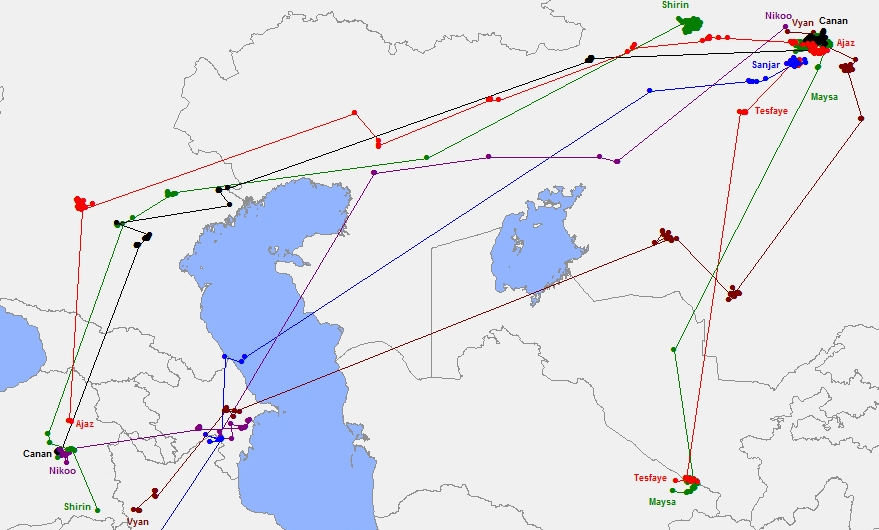 Shirin
Nikoo
Vyan
Canan
Ajaz
Sanjar
Maysa
Tesfaye
Ajaz
Canan
Nikoo
Shirin
Vyan
Tesfaye
Maysa